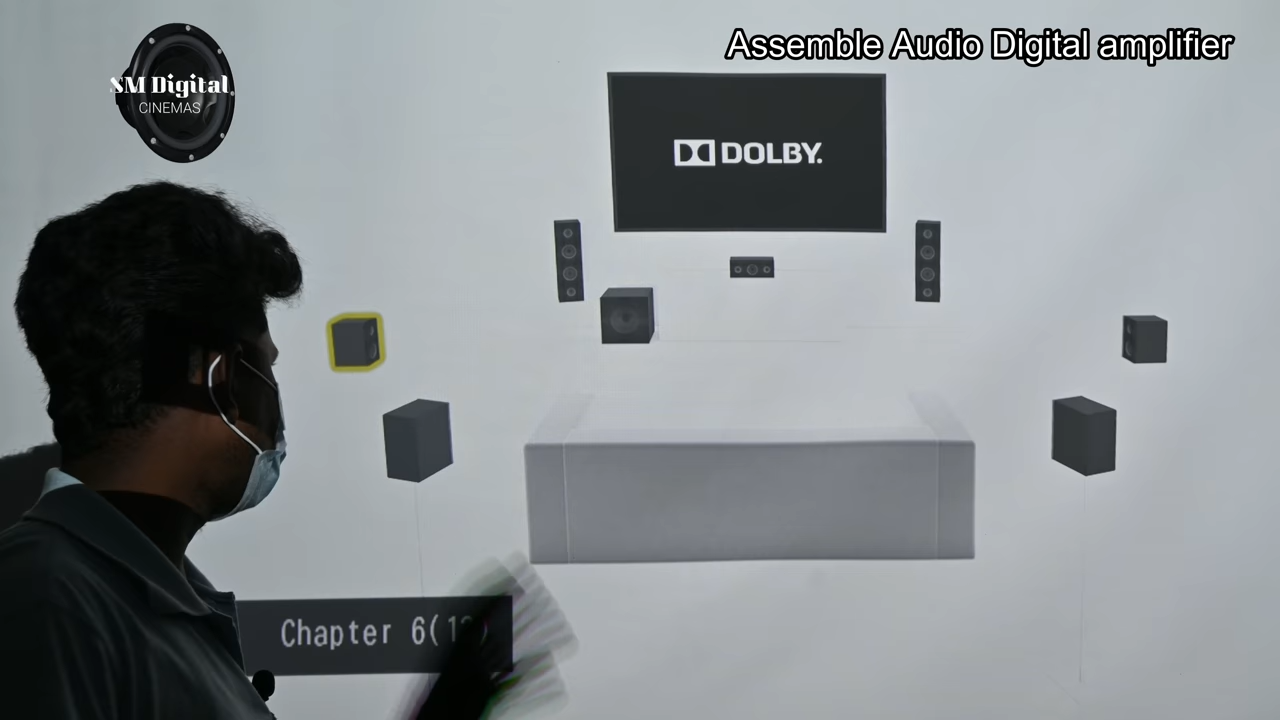 Assemble Audio Digital amplifier
SM Digital
CINEMAS
DOLBY.
Chapter 6(